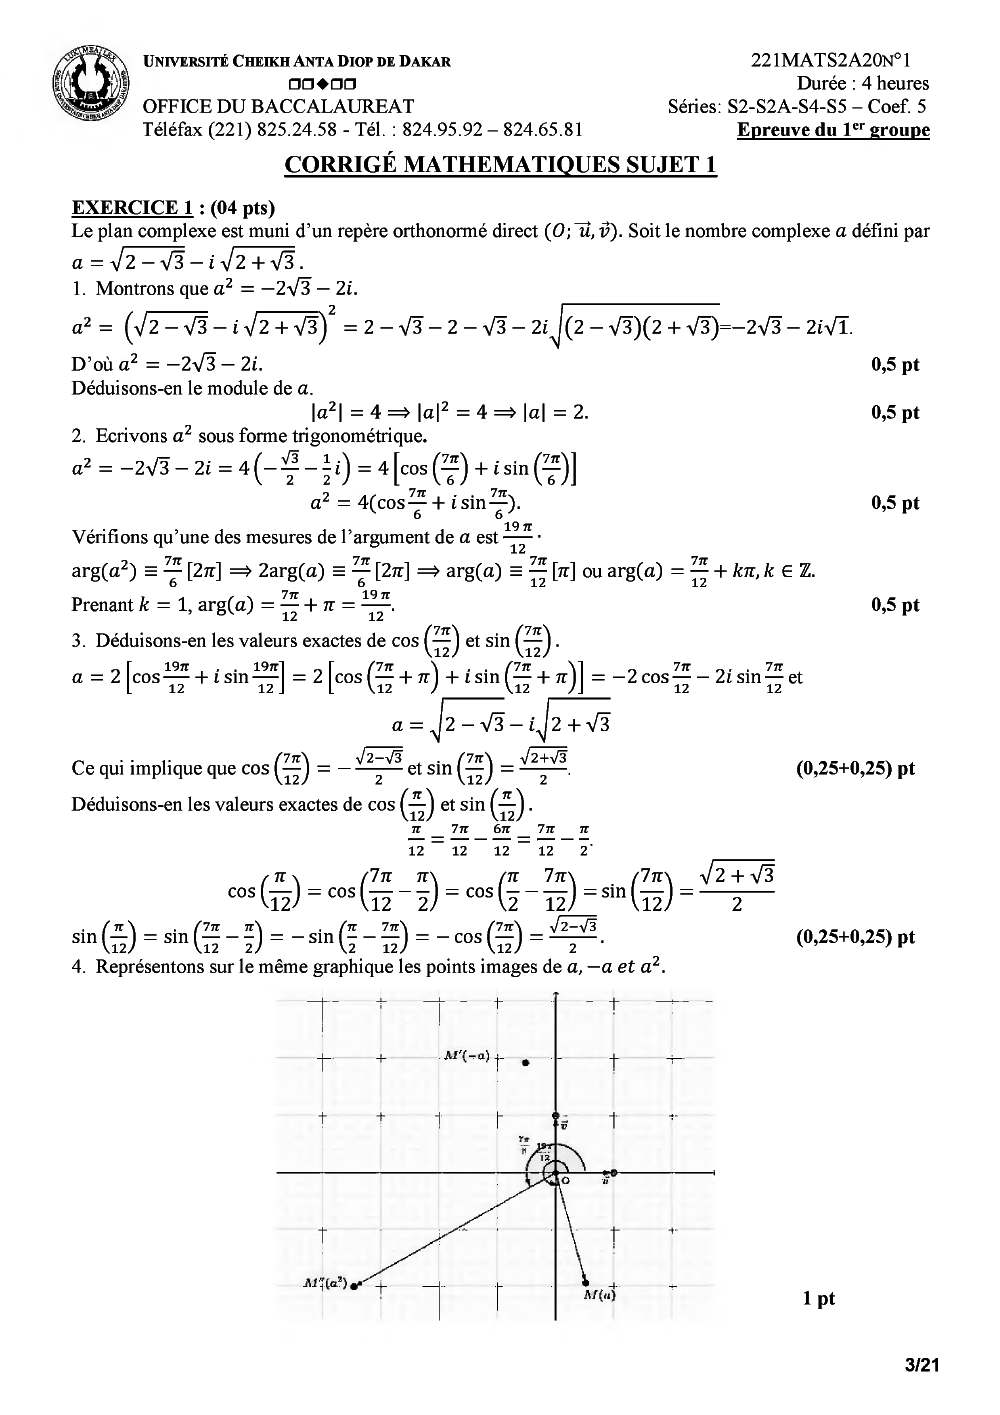 UNIVERSITÉ CHEIKH ANTA DIOP DE DAKAR 221MATS2A20N°1
❒❒◆❒❒ Durée : 4 heures
OFFICE DU BACCALAUREAT Séries: S2-S2A-S4-S5 – Coef. 5
Téléfax (221) 825.24.58 - Tél. : 824.95.92 – 824.65.81 Epreuve du 1er groupe
CORRIGÉ MATHEMATIQUES SUJET 1
EXERCICE 1 : (04 pts)
Le plan complexe est muni d’un repère orthonormé direct (O; u⃗, v⃗). Soit le nombre complexe a défini par
a = √(2 − √3) − i √(2 + √3) .
1. Montrons que a² = −2√3 − 2i.
a² = (√(2 − √3) − i √(2 + √3))² = 2 − √3 − 2 − √3 − 2i√((2 − √3)(2 + √3))=−2√3 − 2i√1.
D’où a² = −2√3 − 2i. 0,5 pt
Déduisons-en le module de a.
|a²| = 4 ⟹ |a|² = 4 ⟹ |a| = 2. 0,5 pt
2. Ecrivons a² sous forme trigonométrique.
a² = −2√3 − 2i = 4 (−√3/2 − 1/2 i) = 4 [cos (7π/6) + i sin (7π/6)]
a² = 4(cos 7π/6 + i sin 7π/6). 0,5 pt
Vérifions qu’une des mesures de l’argument de a est 19π/12 .
arg(a²) ≡ 7π/6 [2π] ⟹ 2arg(a) ≡ 7π/6 [2π] ⟹ arg(a) ≡ 7π/12 [π] ou arg(a) = 7π/12 + kπ, k ∈ ℤ.
Prenant k = 1, arg(a) = 7π/12 + π = 19π/12. 0,5 pt
3. Déduisons-en les valeurs exactes de cos (7π/12) et sin (7π/12) .
a = 2 [cos 19π/12 + i sin 19π/12] = 2 [cos (7π/12 + π) + i sin (7π/12 + π)] = −2 cos 7π/12 − 2i sin 7π/12 et
a = √(2 − √3) − i√(2 + √3)
Ce qui implique que cos (7π/12) = − √(2−√3)/2 et sin (7π/12) = √(2+√3)/2. (0,25+0,25) pt
Déduisons-en les valeurs exactes de cos (π/12) et sin (π/12) .
π/12 = 7π/12 − 6π/12 = 7π/12 − π/2.
cos (π/12) = cos (7π/12 − π/2) = cos (π/2 − 7π/12) = sin (7π/12) = √(2 + √3)/2
sin (π/12) = sin (7π/12 − π/2) = − sin (π/2 − 7π/12) = − cos (7π/12) = √(2−√3)/2 . (0,25+0,25) pt
4. Représentons sur le même graphique les points images de a, −a et a².
M′(−a)
v⃗
19π/12
O
u⃗
M″(a²)
M(a)
1 pt
3/21